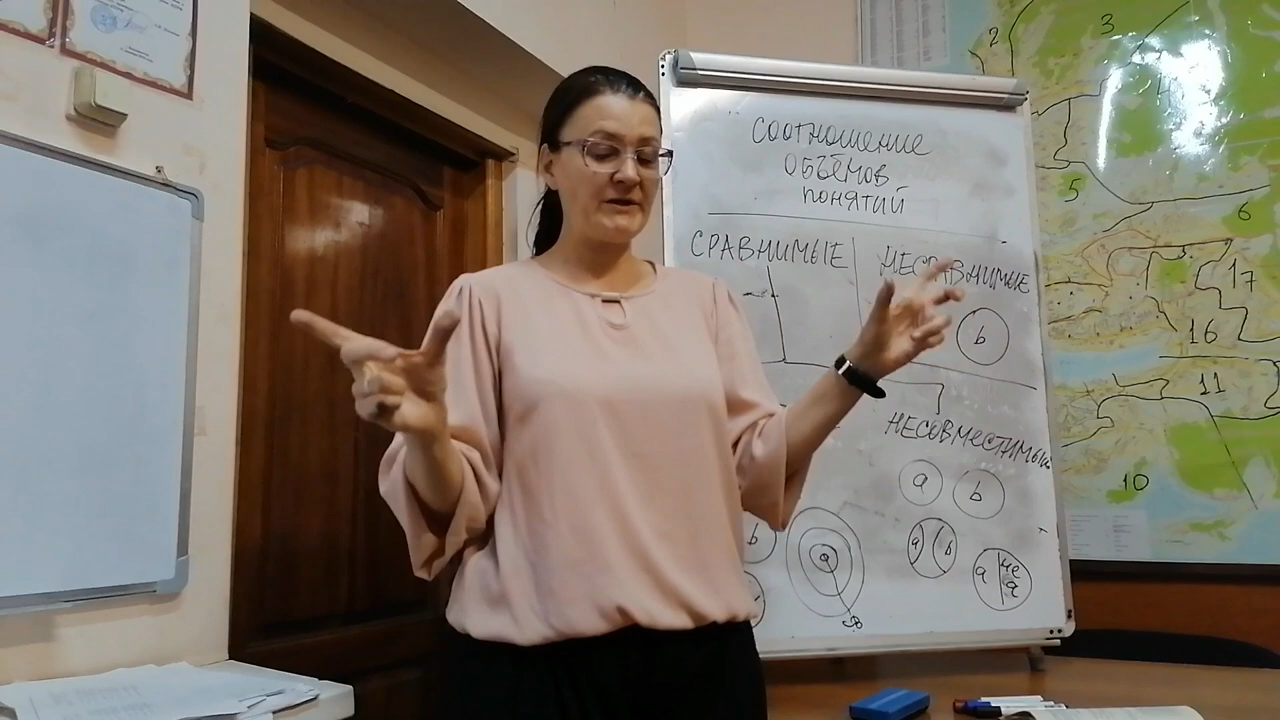 СООТНОШЕНИЕ
ОБЪЁМОВ
ПОНЯТИЙ
СРАВНИМЫЕ
НЕСРАВНИМЫЕ
b
НЕСОВМЕСТИМЫЕ
a b
a b
a не a
b
a
2
3
5
6
17
16
11
10